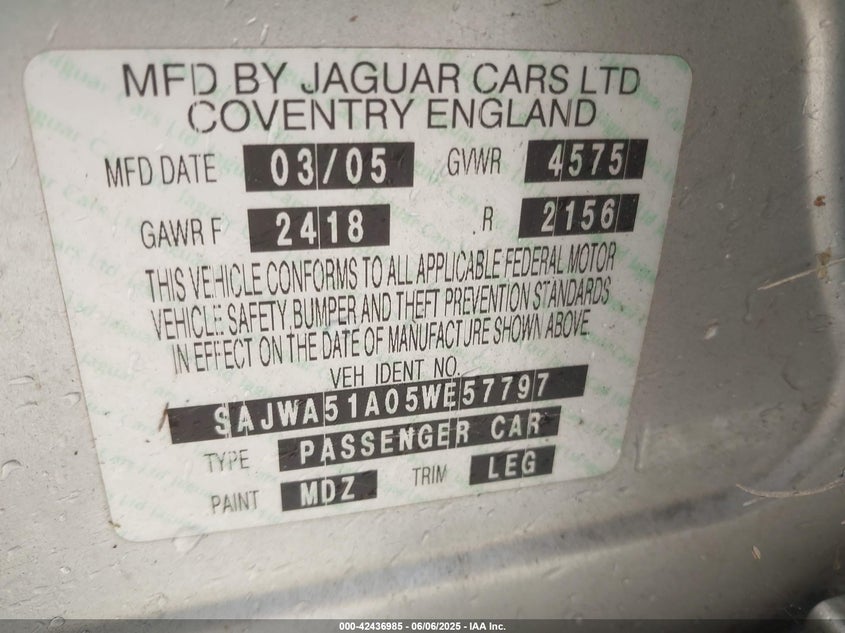 MFD BY JAGUAR CARS LTD
COVENTRY ENGLAND
MFD DATE 03/05 GVWR 4575
GAWR F 2418 R 2156
THIS VEHICLE CONFORMS TO ALL APPLICABLE FEDERAL MOTOR
VEHICLE SAFETY, BUMPER AND THEFT PREVENTION STANDARDS
IN EFFECT ON THE DATE OF MANUFACTURE SHOWN ABOVE
VEH IDENT NO.
SAJWA51A05WE57797
TYPE PASSENGER CAR
PAINT MDZ TRIM LEG
000-42436985 - 06/06/2025 - IAA Inc.